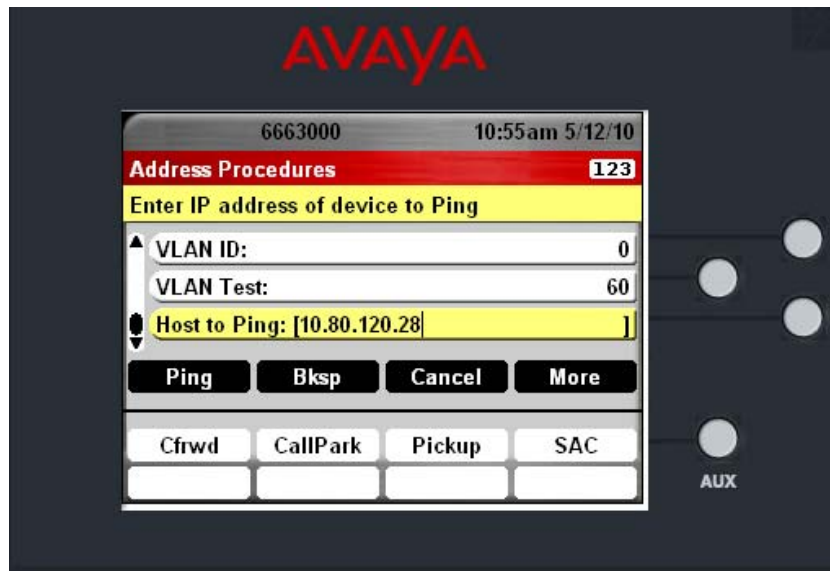 AVAYA
6663000 10:55am 5/12/10
Address Procedures 123
Enter IP address of device to Ping
VLAN ID: 0
VLAN Test: 60
Host to Ping: [10.80.120.28 ]
Ping Bksp Cancel More
Cfrwd CallPark Pickup SAC
AUX